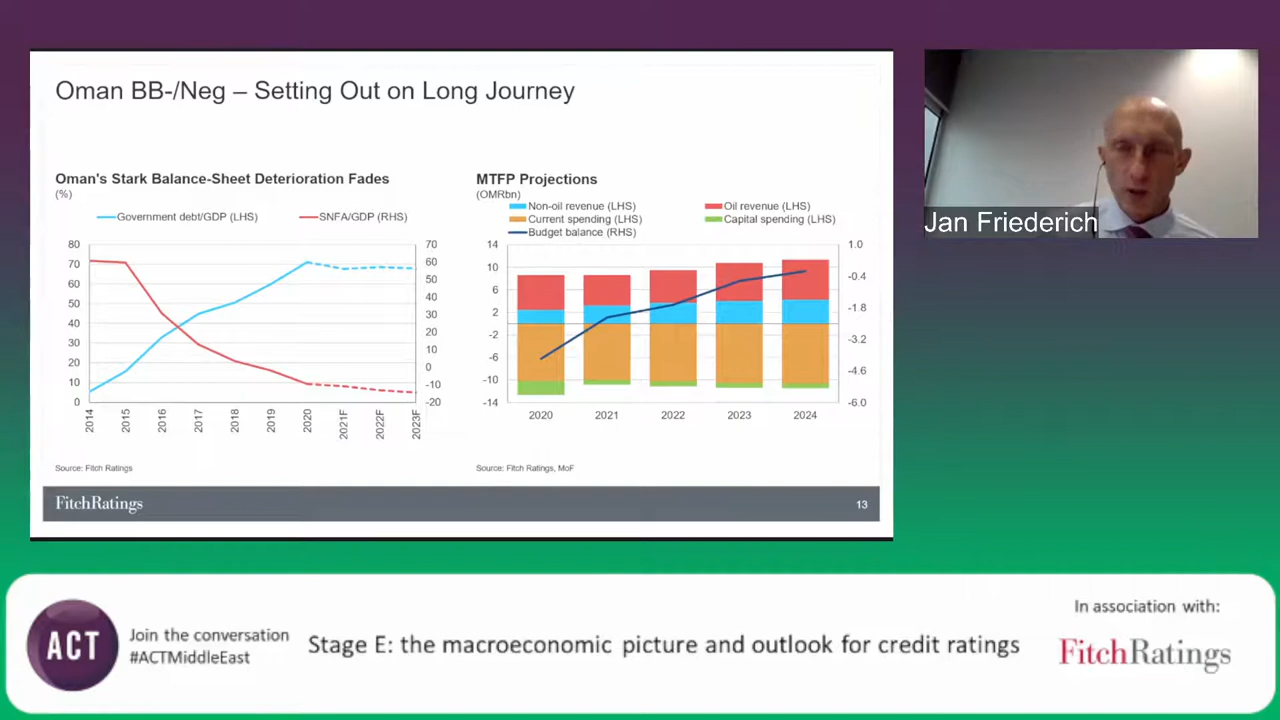 Oman BB-/Neg – Setting Out on Long Journey
Oman's Stark Balance-Sheet Deterioration Fades
(%)
Government debt/GDP (LHS)
SNFA/GDP (RHS)
80
70
60
50
40
30
20
10
0
70
60
50
40
30
20
10
0
-10
-20
2014
2015
2016
2017
2018
2019
2020
2021F
2022F
2023F
Source: Fitch Ratings
MTFP Projections
(OMRbn)
Non-oil revenue (LHS)
Oil revenue (LHS)
Current spending (LHS)
Capital spending (LHS)
Budget balance (RHS)
14
10
6
2
-2
-6
-10
-14
1.0
-0.4
-1.8
-3.2
-4.6
-6.0
2020
2021
2022
2023
2024
Source: Fitch Ratings, MoF
FitchRatings
13
Jan Friederich
ACT
Join the conversation
#ACTMiddleEast
Stage E: the macroeconomic picture and outlook for credit ratings
In association with:
FitchRatings